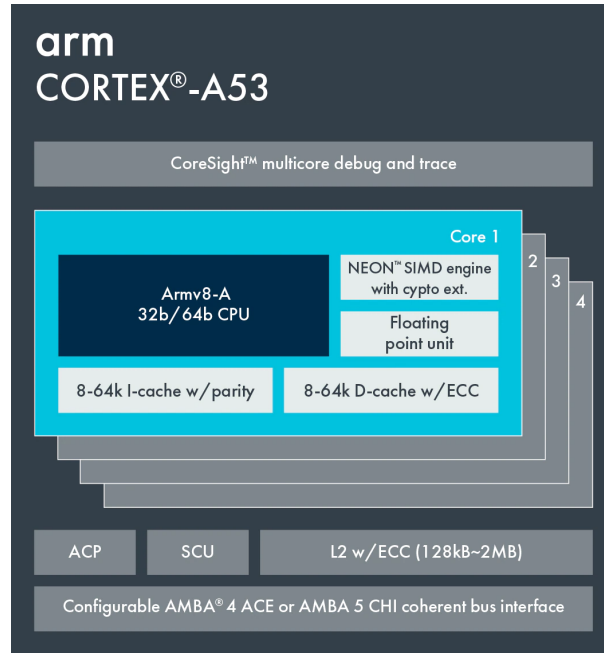 arm
CORTEX®-A53
CoreSight™ multicore debug and trace
Core 1
2
3
4
Armv8-A
32b/64b CPU
NEON™ SIMD engine
with cypto ext.
Floating
point unit
8-64k I-cache w/parity
8-64k D-cache w/ECC
ACP
SCU
L2 w/ECC (128kB~2MB)
Configurable AMBA® 4 ACE or AMBA 5 CHI coherent bus interface